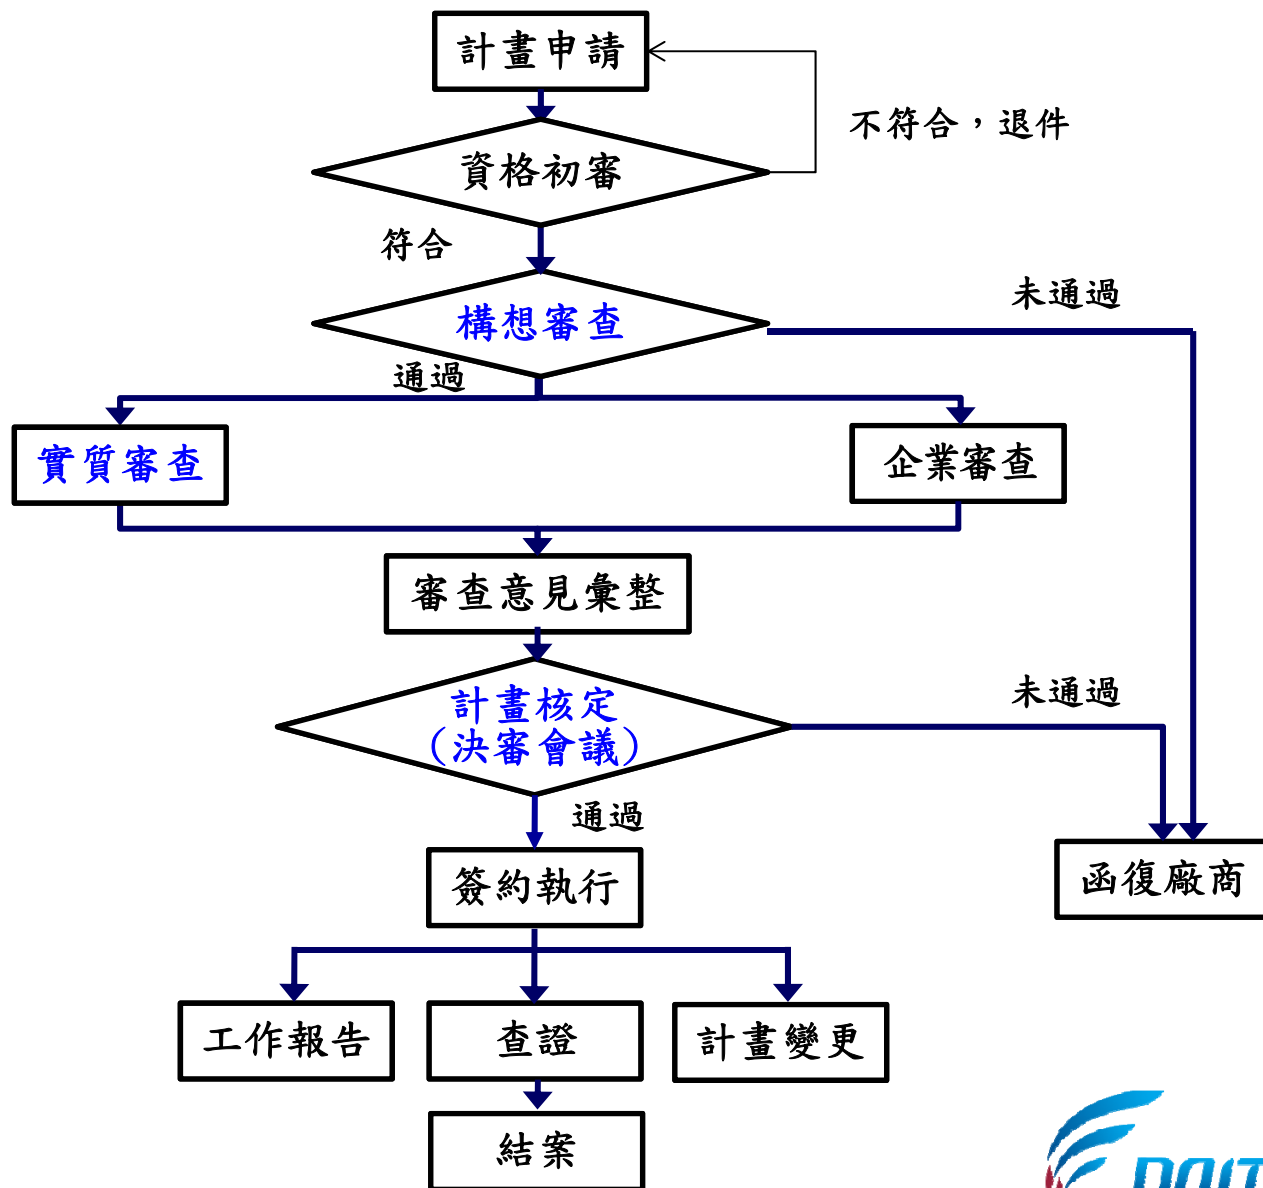 計畫申請
不符合，退件
資格初審
符合
未通過
構想審查
通過
實質審查
企業審查
審查意見彙整
未通過
計畫核定
(決審會議)
通過
簽約執行
函復廠商
工作報告
查證
計畫變更
結案
DOIT